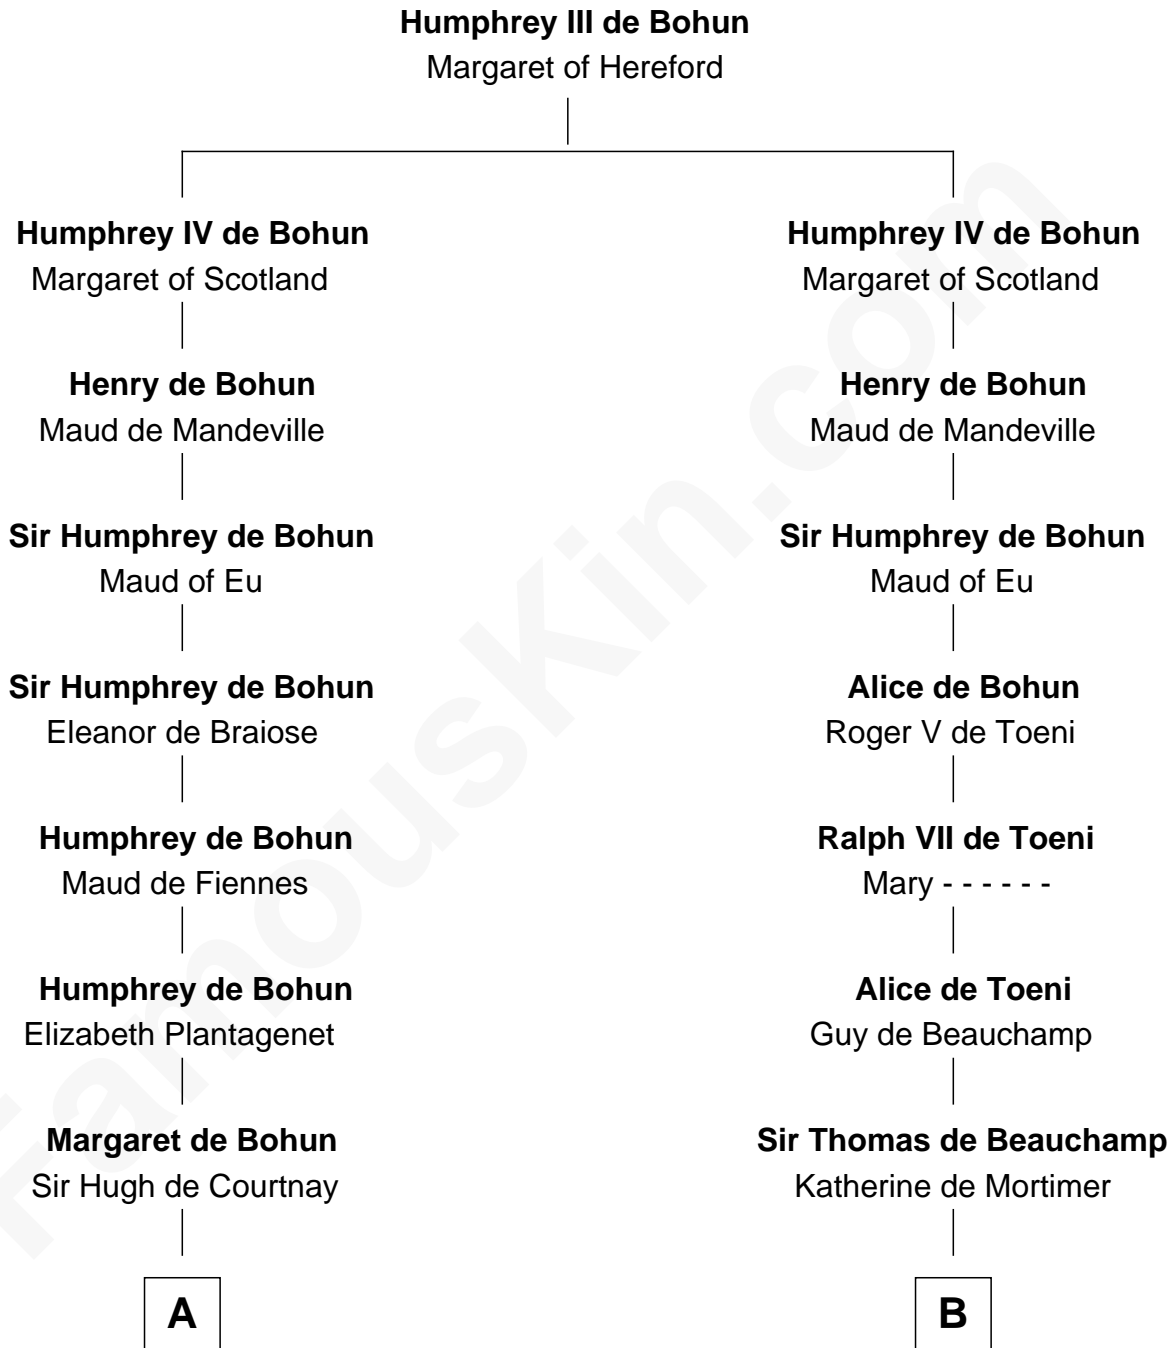 Humphrey III de Bohun
Margaret of Hereford
Humphrey IV de Bohun
Margaret of Scotland
Henry de Bohun
Maud de Mandeville
Sir Humphrey de Bohun
Maud of Eu
Sir Humphrey de Bohun
Eleanor de Braiose
Humphrey de Bohun
Maud de Fiennes
Humphrey de Bohun
Elizabeth Plantagenet
Margaret de Bohun
Sir Hugh de Courtnay
A
Humphrey IV de Bohun
Margaret of Scotland
Henry de Bohun
Maud de Mandeville
Sir Humphrey de Bohun
Maud of Eu
Alice de Bohun
Roger V de Toeni
Ralph VII de Toeni
Mary - - - - - -
Alice de Toeni
Guy de Beauchamp
Sir Thomas de Beauchamp
Katherine de Mortimer
B
FamousKin.com